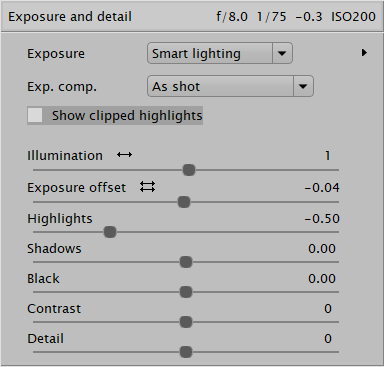 Exposure and detail f/8.0 1/75 -0.3 ISO200
Exposure Smart lighting
Exp. comp. As shot
Show clipped highlights
Illumination 1
Exposure offset -0.04
Highlights -0.50
Shadows 0.00
Black 0.00
Contrast 0
Detail 0